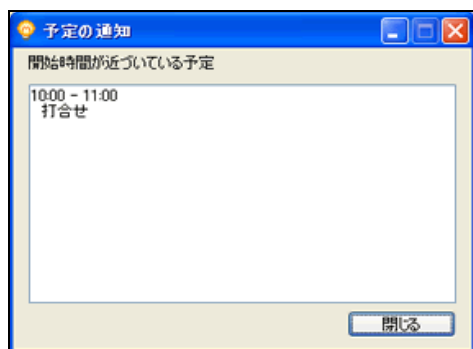 予定の通知
開始時間が近づいている予定
10:00 - 11:00
打合せ
閉じる